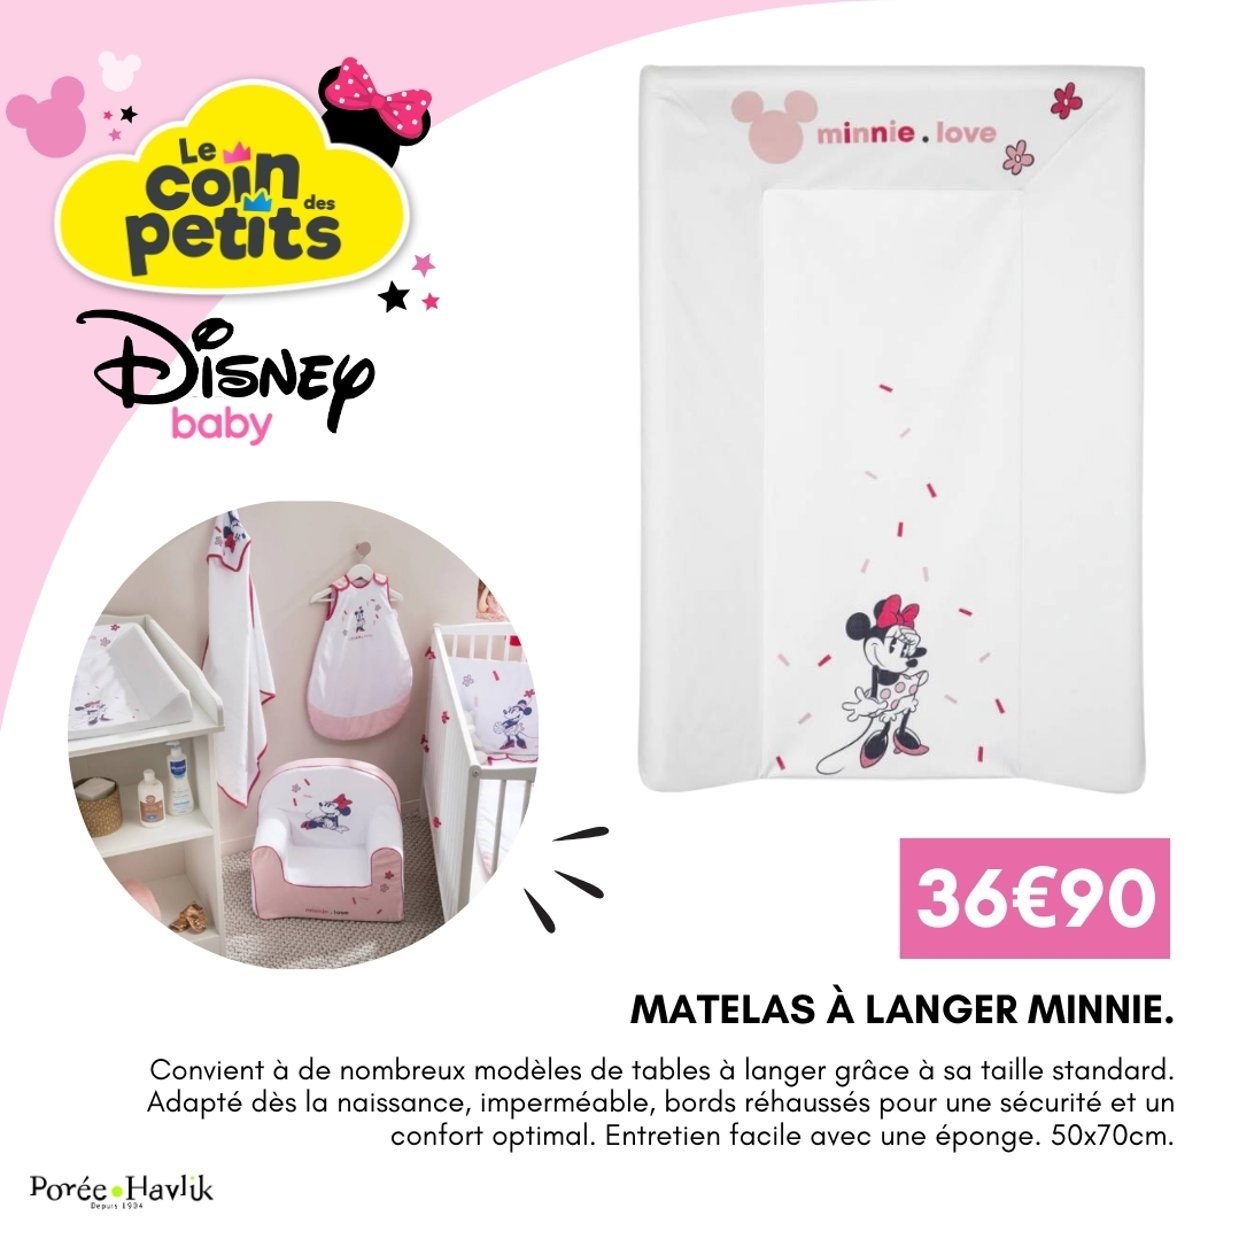 Le
coin
des
petits
Disney
baby
minnie.love
minnie.love
36€90
MATELAS À LANGER MINNIE.
Convient à de nombreux modèles de tables à langer grâce à sa taille standard.
Adapté dès la naissance, imperméable, bords réhaussés pour une sécurité et un
confort optimal. Entretien facile avec une éponge. 50x70cm.
Porée Havlik
Depuis 1934